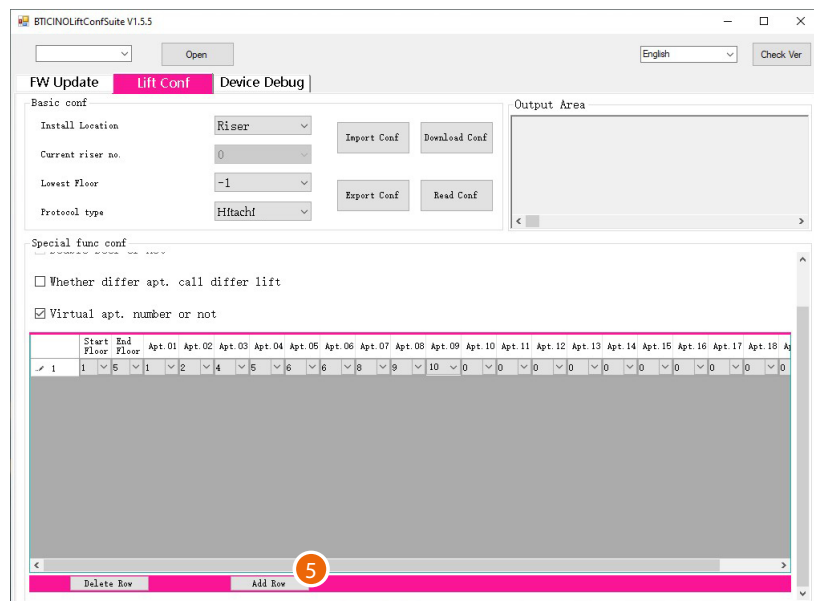 BTICINOLiftConfSuite V1.5.5
Open
English
Check Ver
FW Update
Lift Conf
Device Debug
Basic conf
Install Location
Riser
Current riser no.
0
Lowest Floor
-1
Protocol type
Hitachi
Import Conf
Download Conf
Export Conf
Read Conf
Output Area
Special func conf
Whether differ apt. call differ lift
Virtual apt. number or not
Start Floor End Floor Apt.01 Apt.02 Apt.03 Apt.04 Apt.05 Apt.06 Apt.07 Apt.08 Apt.09 Apt.10 Apt.11 Apt.12 Apt.13 Apt.14 Apt.15 Apt.16 Apt.17 Apt.18
1 1 5 1 2 4 5 6 6 8 9 10 0 0 0 0 0 0 0 0 0
Delete Row
Add Row
5